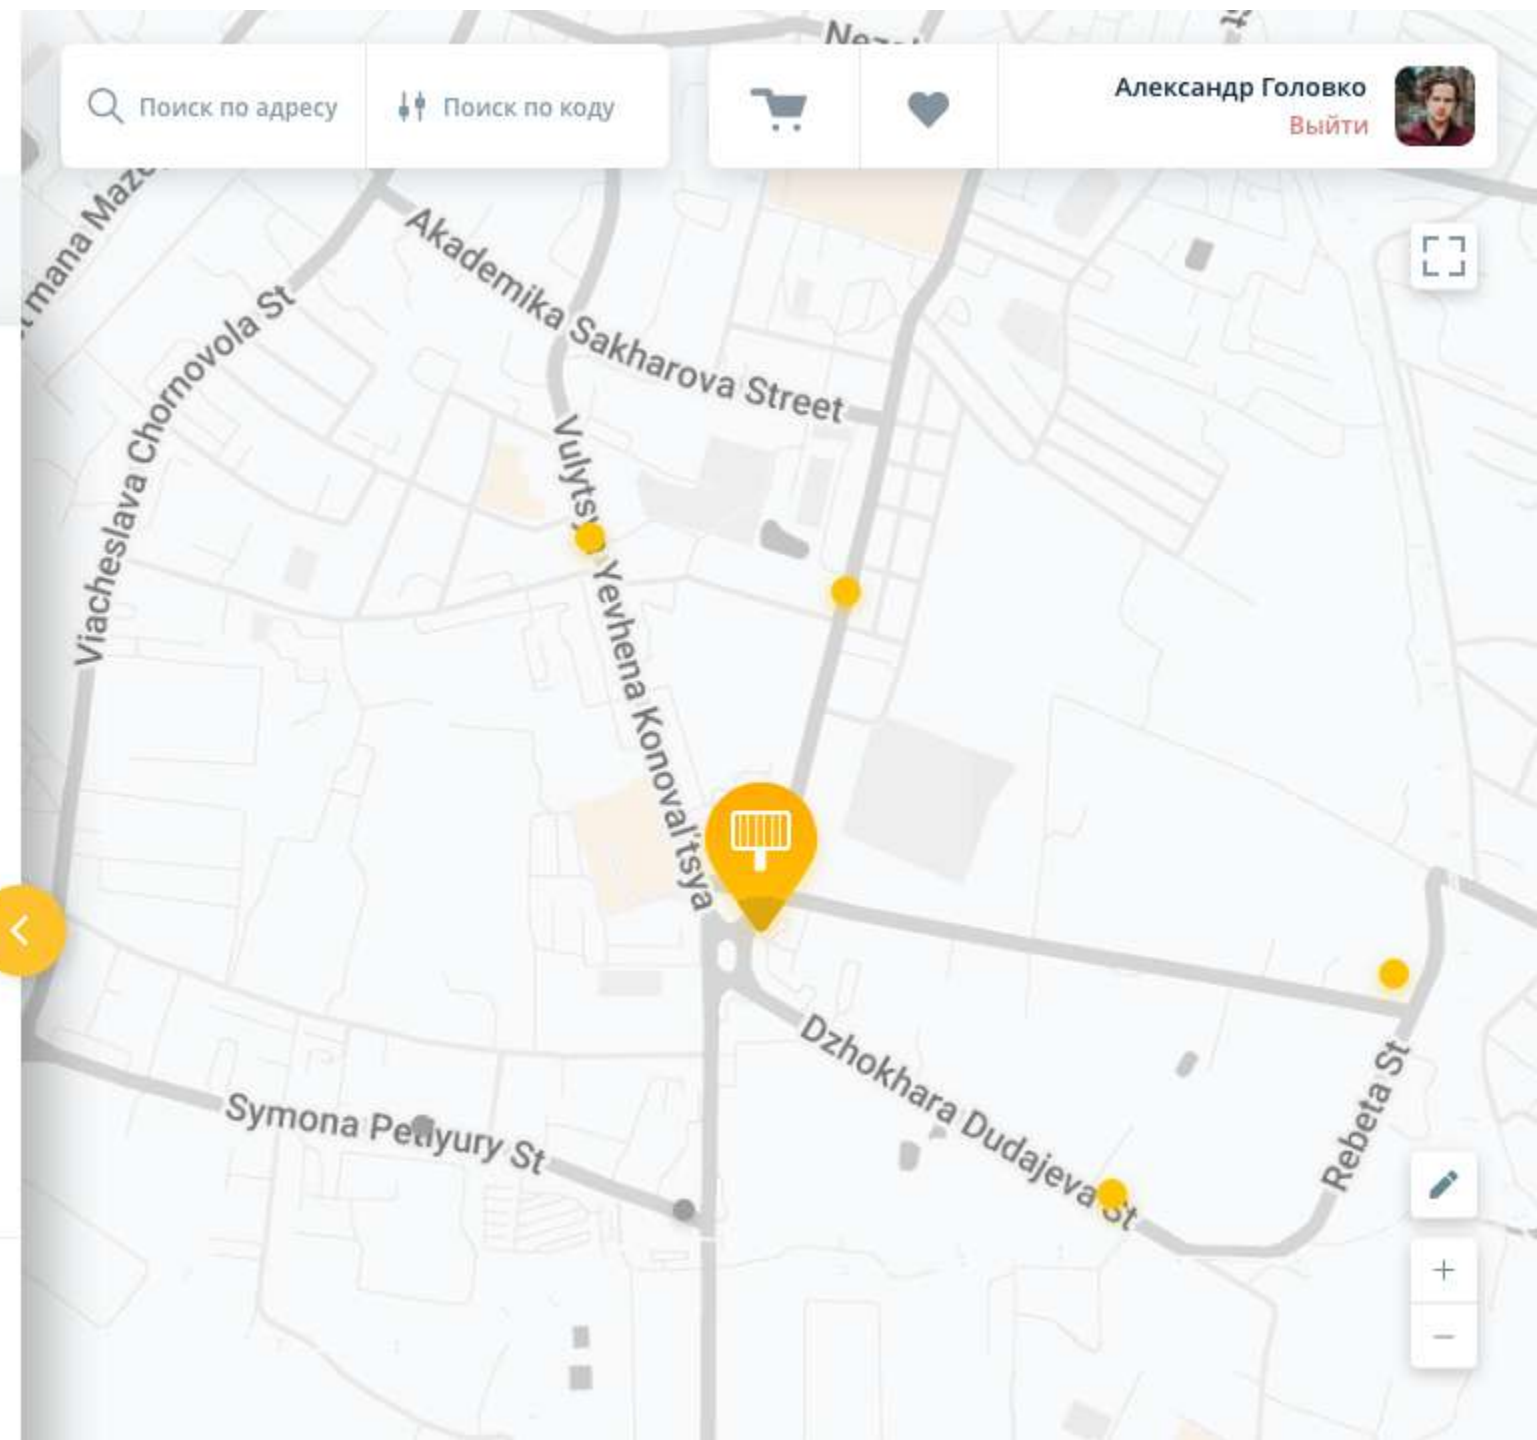 Поиск по адресу
Поиск по коду
Александр Головко
Выйти
Akademika Sakharova Street
Viacheslava Chornovola St
Vulytsya Yevhena Konoval'tsya
Symona Petlyury St
Dzhokhara Dudajeva St
Rebeta St